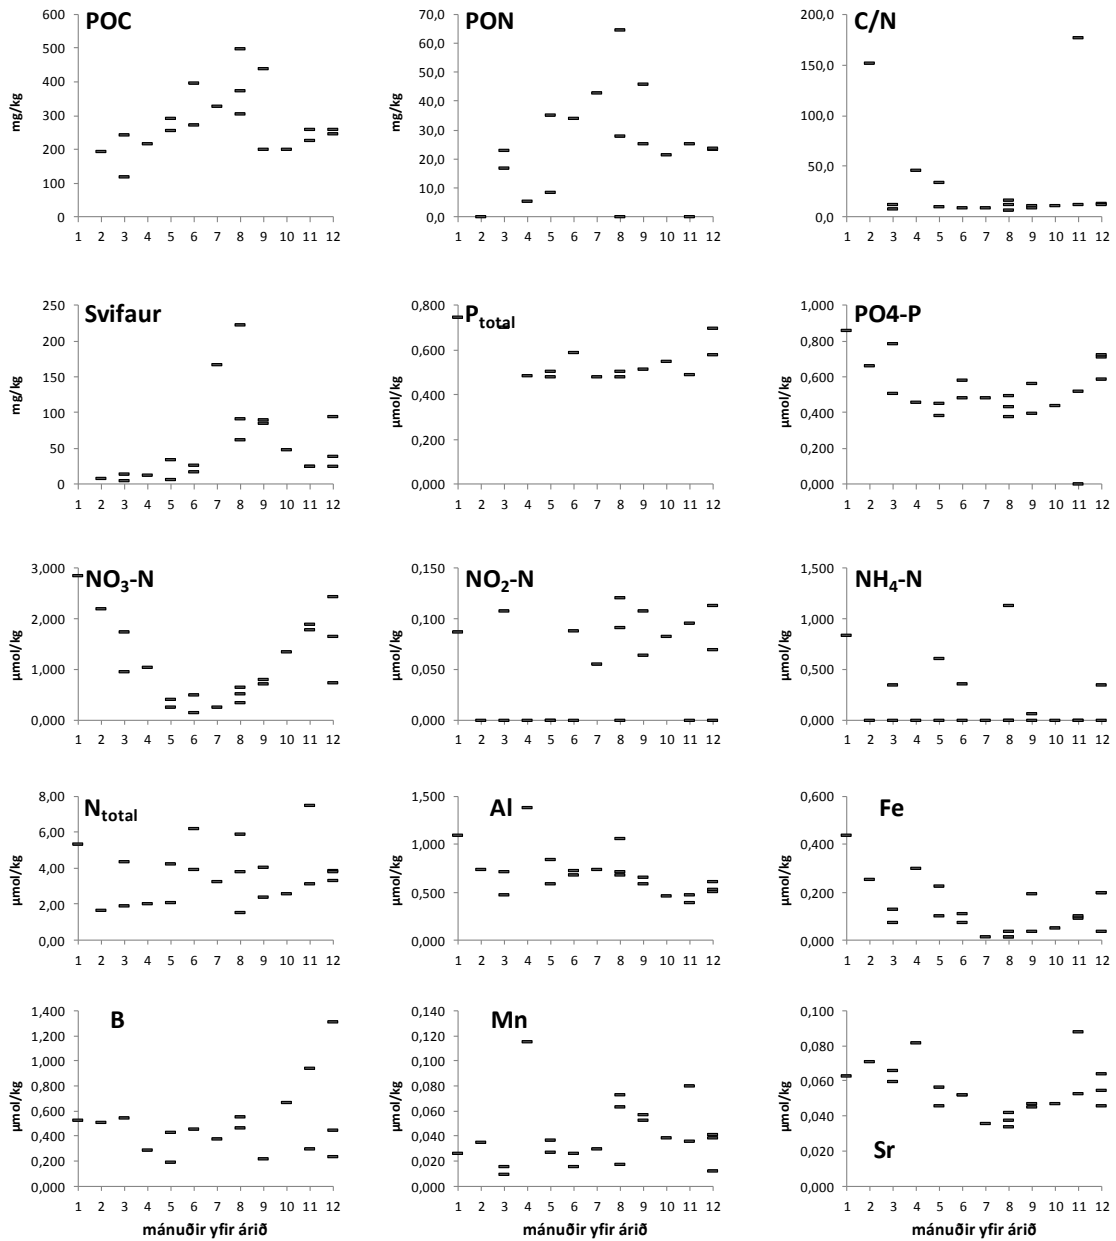 POC
mg/kg
600
500
400
300
200
100
0
1 2 3 4 5 6 7 8 9 10 11 12
PON
mg/kg
70,0
60,0
50,0
40,0
30,0
20,0
10,0
0,0
1 2 3 4 5 6 7 8 9 10 11 12
C/N
200,0
150,0
100,0
50,0
0,0
1 2 3 4 5 6 7 8 9 10 11 12
Svifaur
mg/kg
250
200
150
100
50
0
1 2 3 4 5 6 7 8 9 10 11 12
Ptotal
µmol/kg
0,800
0,600
0,400
0,200
0,000
1 2 3 4 5 6 7 8 9 10 11 12
PO4-P
µmol/kg
1,000
0,800
0,600
0,400
0,200
0,000
1 2 3 4 5 6 7 8 9 10 11 12
NO3-N
µmol/kg
3,000
2,000
1,000
0,000
1 2 3 4 5 6 7 8 9 10 11 12
NO2-N
µmol/kg
0,150
0,100
0,050
0,000
1 2 3 4 5 6 7 8 9 10 11 12
NH4-N
µmol/kg
1,500
1,000
0,500
0,000
1 2 3 4 5 6 7 8 9 10 11 12
Ntotal
µmol/kg
8,00
6,00
4,00
2,00
0,00
1 2 3 4 5 6 7 8 9 10 11 12
Al
µmol/kg
1,500
1,000
0,500
0,000
1 2 3 4 5 6 7 8 9 10 11 12
Fe
µmol/kg
0,600
0,400
0,200
0,000
1 2 3 4 5 6 7 8 9 10 11 12
B
µmol/kg
1,400
1,200
1,000
0,800
0,600
0,400
0,200
0,000
1 2 3 4 5 6 7 8 9 10 11 12
mánuðir yfir árið
Mn
µmol/kg
0,140
0,120
0,100
0,080
0,060
0,040
0,020
0,000
1 2 3 4 5 6 7 8 9 10 11 12
mánuðir yfir árið
Sr
µmol/kg
0,100
0,080
0,060
0,040
0,020
0,000
1 2 3 4 5 6 7 8 9 10 11 12
mánuðir yfir árið